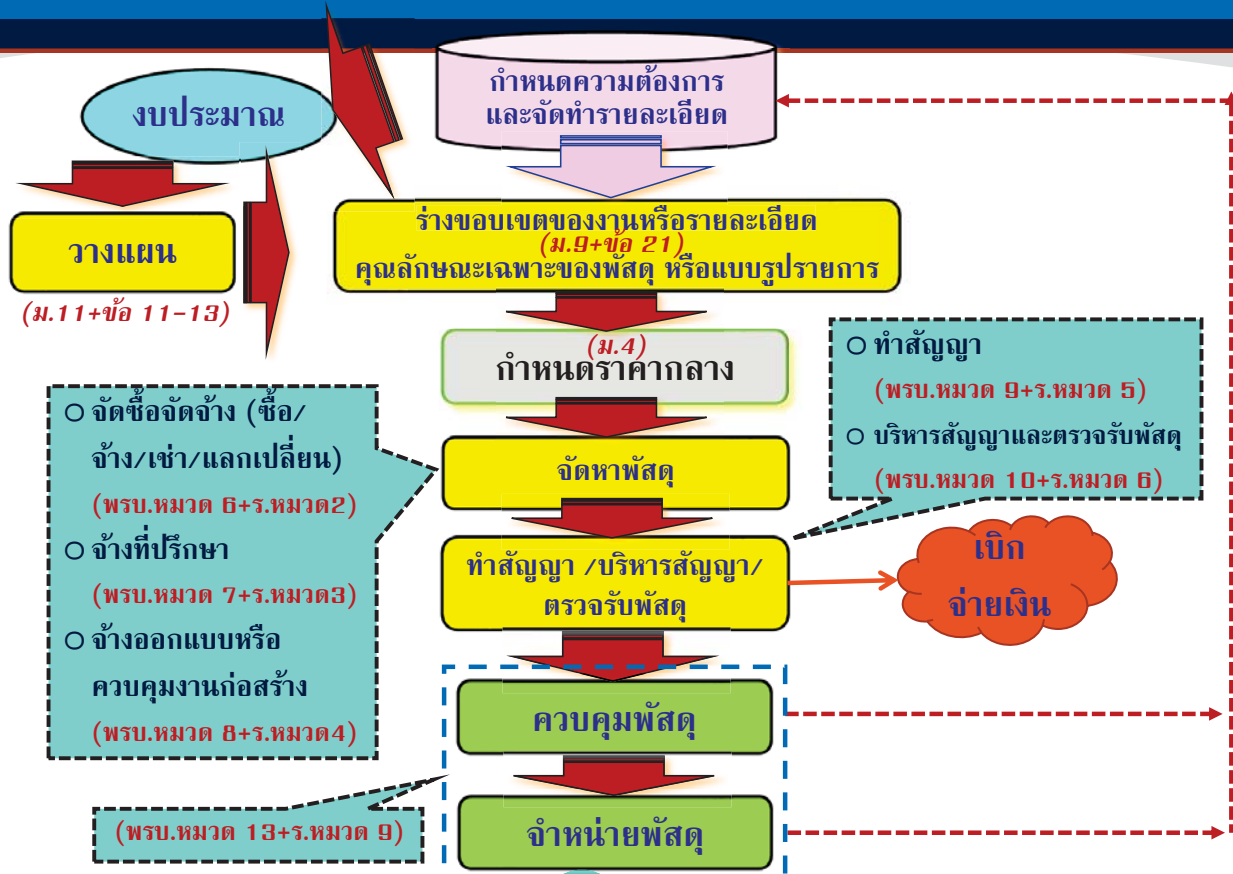 กำหนดความต้องการ
และจัดทำรายละเอียด
งบประมาณ
วางแผน
(ม.11+ข้อ 11-13)
ร่างขอบเขตของงานหรือรายละเอียด
(ม.9+ข้อ 21)
คุณลักษณะเฉพาะของพัสดุ หรือแบบรูปรายการ
(ม.4)
กำหนดราคากลาง
○ ทำสัญญา
(พรบ.หมวด 9+ร.หมวด 5)
○ บริหารสัญญาและตรวจรับพัสดุ
(พรบ.หมวด 10+ร.หมวด 6)
○ จัดซื้อจัดจ้าง (ซื้อ/
จ้าง/เช่า/แลกเปลี่ยน)
(พรบ.หมวด 6+ร.หมวด2)
○ จ้างที่ปรึกษา
(พรบ.หมวด 7+ร.หมวด3)
○ จ้างออกแบบหรือ
ควบคุมงานก่อสร้าง
(พรบ.หมวด 8+ร.หมวด4)
จัดหาพัสดุ
ทำสัญญา /บริหารสัญญา/
ตรวจรับพัสดุ
เบิก
จ่ายเงิน
ควบคุมพัสดุ
จำหน่ายพัสดุ
(พรบ.หมวด 13+ร.หมวด 9)